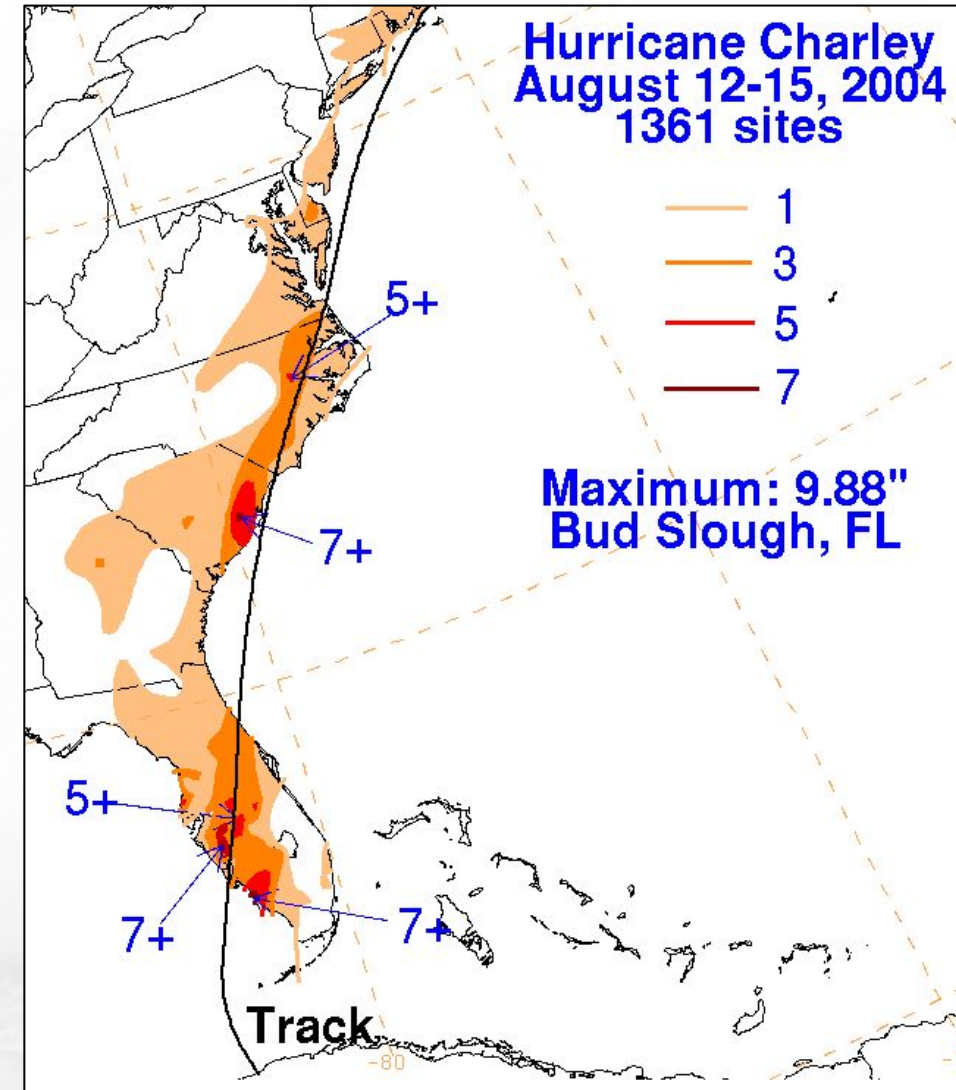 Hurricane Charley
August 12-15, 2004
1361 sites
1
3
5
7
5+
Maximum: 9.88"
Bud Slough, FL
7+
5+
7+
7+
Track
-80